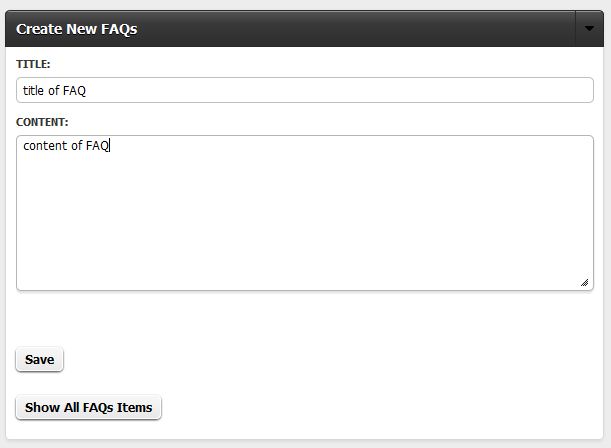 Create New FAQs
TITLE:
title of FAQ
CONTENT:
content of FAQ
Save
Show All FAQs Items